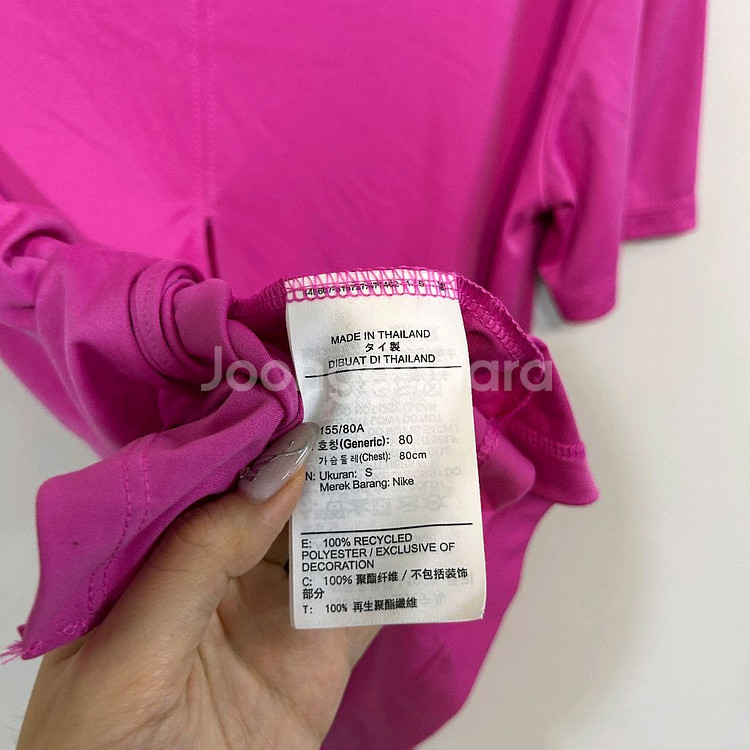 MADE IN THAILAND
タイ製
DIBUAT DI THAILAND
155/80A
호칭(Generic): 80
가슴둘레(Chest): 80cm
N: Ukuran: S
Merek Barang: Nike
E: 100% RECYCLED
POLYESTER / EXCLUSIVE OF
DECORATION
C: 100% 聚酯纤维 / 不包括装饰
部分
T: 100% 再生聚酯纖維